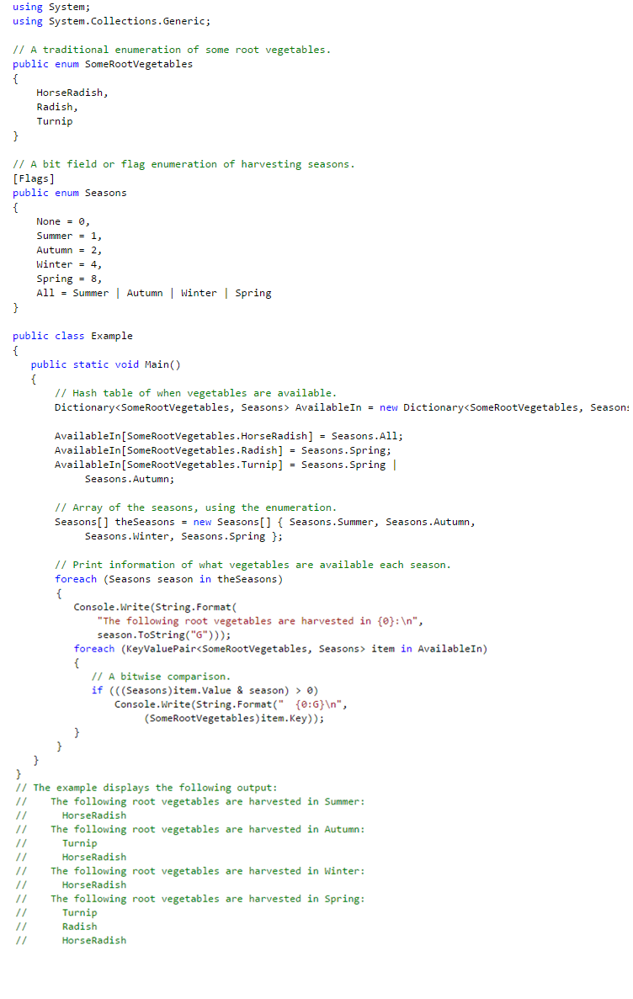 using System;
using System.Collections.Generic;

// A traditional enumeration of some root vegetables.
public enum SomeRootVegetables
{
    HorseRadish,
    Radish,
    Turnip
}

// A bit field or flag enumeration of harvesting seasons.
[Flags]
public enum Seasons
{
    None = 0,
    Summer = 1,
    Autumn = 2,
    Winter = 4,
    Spring = 8,
    All = Summer | Autumn | Winter | Spring
}

public class Example
{
   public static void Main()
   {
       // Hash table of when vegetables are available.
       Dictionary<SomeRootVegetables, Seasons> AvailableIn = new Dictionary<SomeRootVegetables, Seasons

       AvailableIn[SomeRootVegetables.HorseRadish] = Seasons.All;
       AvailableIn[SomeRootVegetables.Radish] = Seasons.Spring;
       AvailableIn[SomeRootVegetables.Turnip] = Seasons.Spring |
            Seasons.Autumn;

       // Array of the seasons, using the enumeration.
       Seasons[] theSeasons = new Seasons[] { Seasons.Summer, Seasons.Autumn,
            Seasons.Winter, Seasons.Spring };

       // Print information of what vegetables are available each season.
       foreach (Seasons season in theSeasons)
       {
          Console.Write(String.Format(
              "The following root vegetables are harvested in {0}:\n",
              season.ToString("G")));
          foreach (KeyValuePair<SomeRootVegetables, Seasons> item in AvailableIn)
          {
             // A bitwise comparison.
             if (((Seasons)item.Value & season) > 0)
                 Console.Write(String.Format("  {0:G}\n",
                      (SomeRootVegetables)item.Key));
          }
       }
   }
}
// The example displays the following output:
//    The following root vegetables are harvested in Summer:
//      HorseRadish
//    The following root vegetables are harvested in Autumn:
//      Turnip
//      HorseRadish
//    The following root vegetables are harvested in Winter:
//      HorseRadish
//    The following root vegetables are harvested in Spring:
//      Turnip
//      Radish
//      HorseRadish